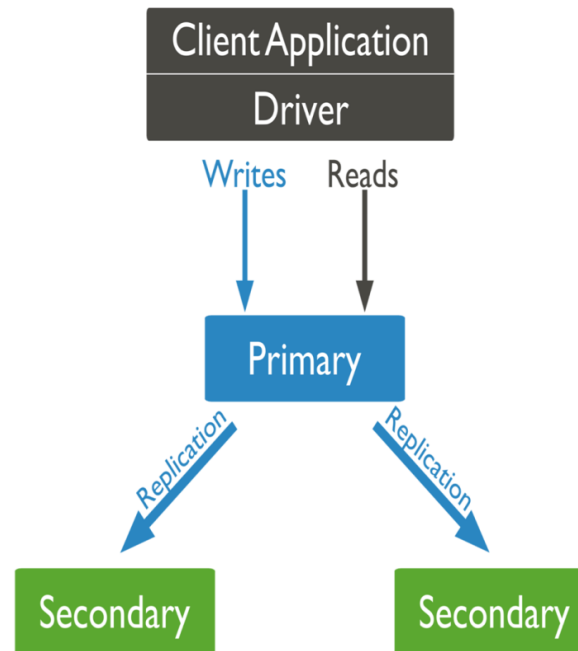 Client Application
Driver
Writes
Reads
Primary
Replication
Replication
Secondary
Secondary